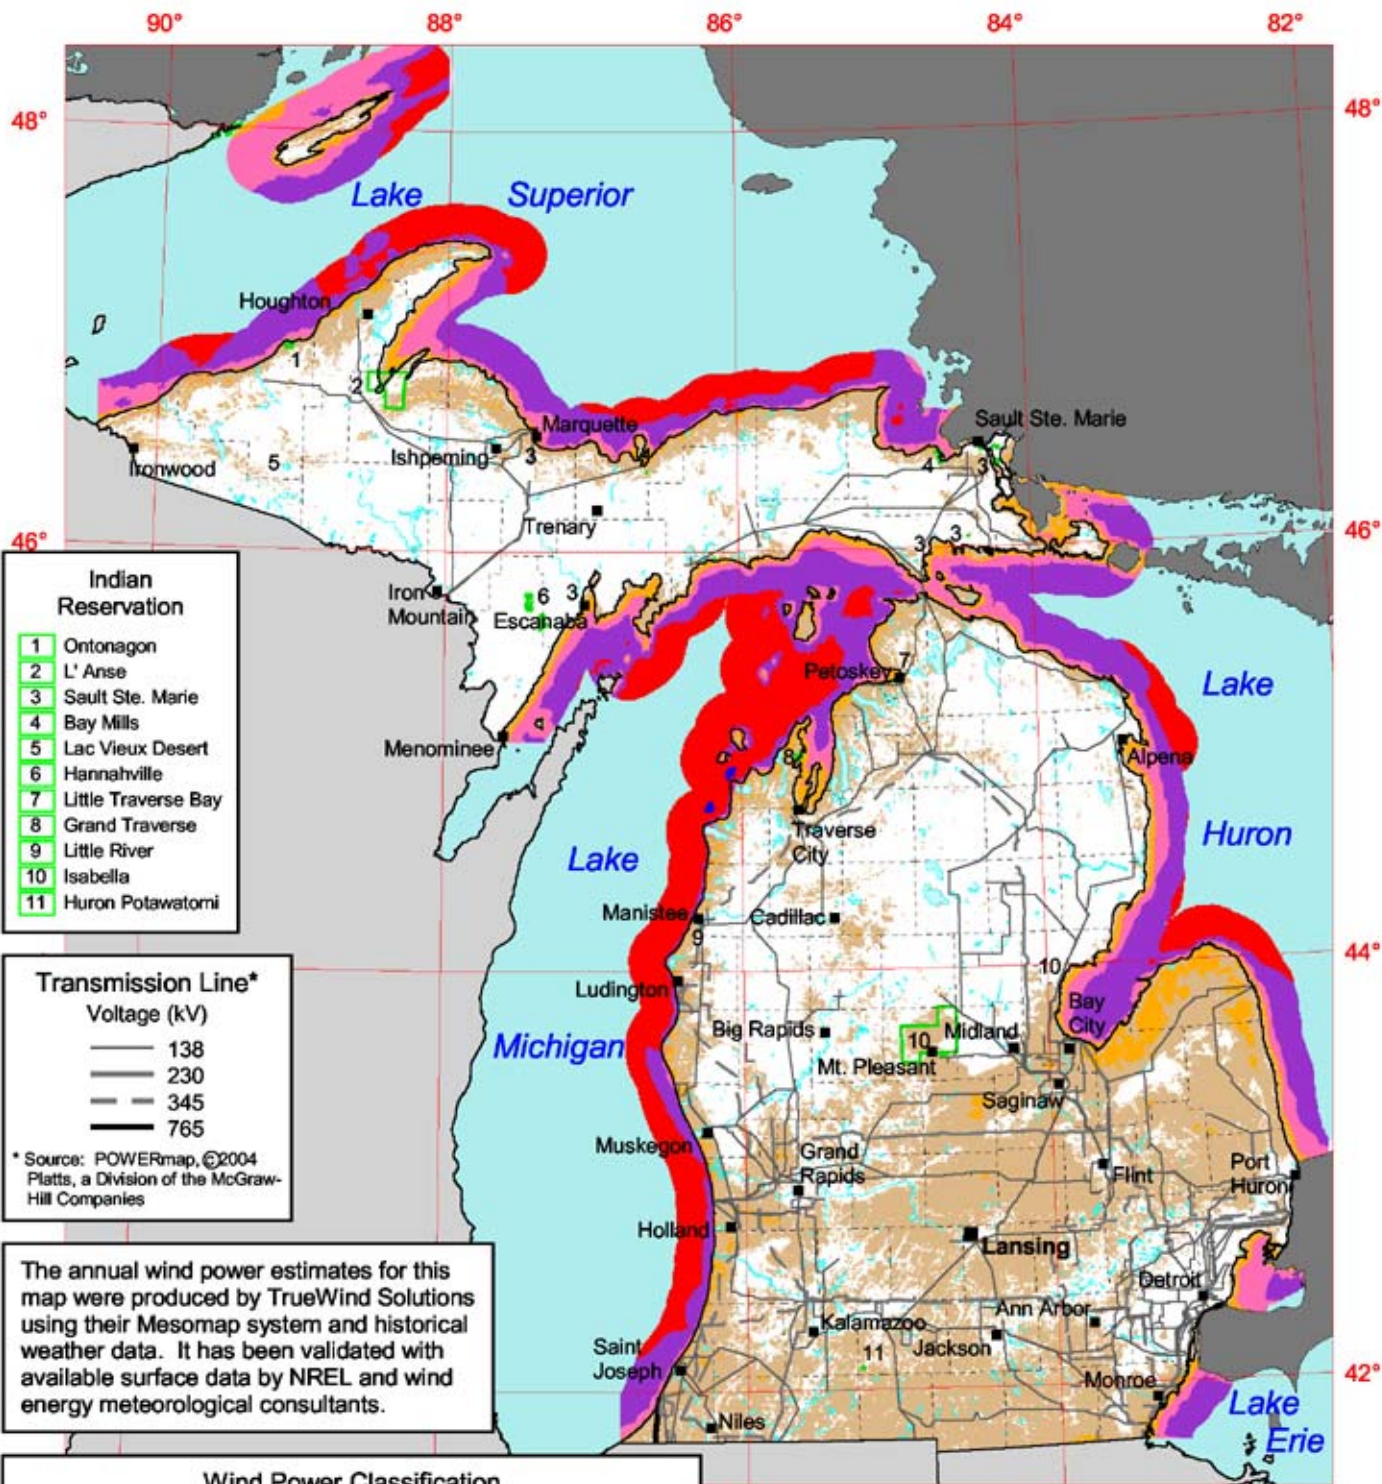 90° 88° 86° 84° 82°
48° 48°
Lake Superior
Houghton
1
2
Marquette
Sault Ste. Marie
Ishpeming
3
4
4
3
Ironwood
5
Trenary
3
3
46° 46°
Iron
Mountain
6 3
Escanaba
Petoskey
7
Lake
Menominee
8
Alpena
Traverse
City
Huron
Lake
Manistee
9
Cadillac
10
44°
Ludington
Bay
City
Michigan
Big Rapids
10
Midland
Mt. Pleasant
Saginaw
Muskegon
Grand
Rapids
Flint
Port
Huron
Holland
Lansing
Detroit
Ann Arbor
Kalamazoo
Jackson
11
Saint
Joseph
Monroe
42°
Niles
Lake
Erie
Indian
Reservation
1 Ontonagon
2 L' Anse
3 Sault Ste. Marie
4 Bay Mills
5 Lac Vieux Desert
6 Hannahville
7 Little Traverse Bay
8 Grand Traverse
9 Little River
10 Isabella
11 Huron Potawatomi
Transmission Line*
Voltage (kV)
138
230
345
765
* Source: POWERmap, ©2004
Platts, a Division of the McGraw-
Hill Companies
The annual wind power estimates for this
map were produced by TrueWind Solutions
using their Mesomap system and historical
weather data. It has been validated with
available surface data by NREL and wind
energy meteorological consultants.
Wind Power Classification